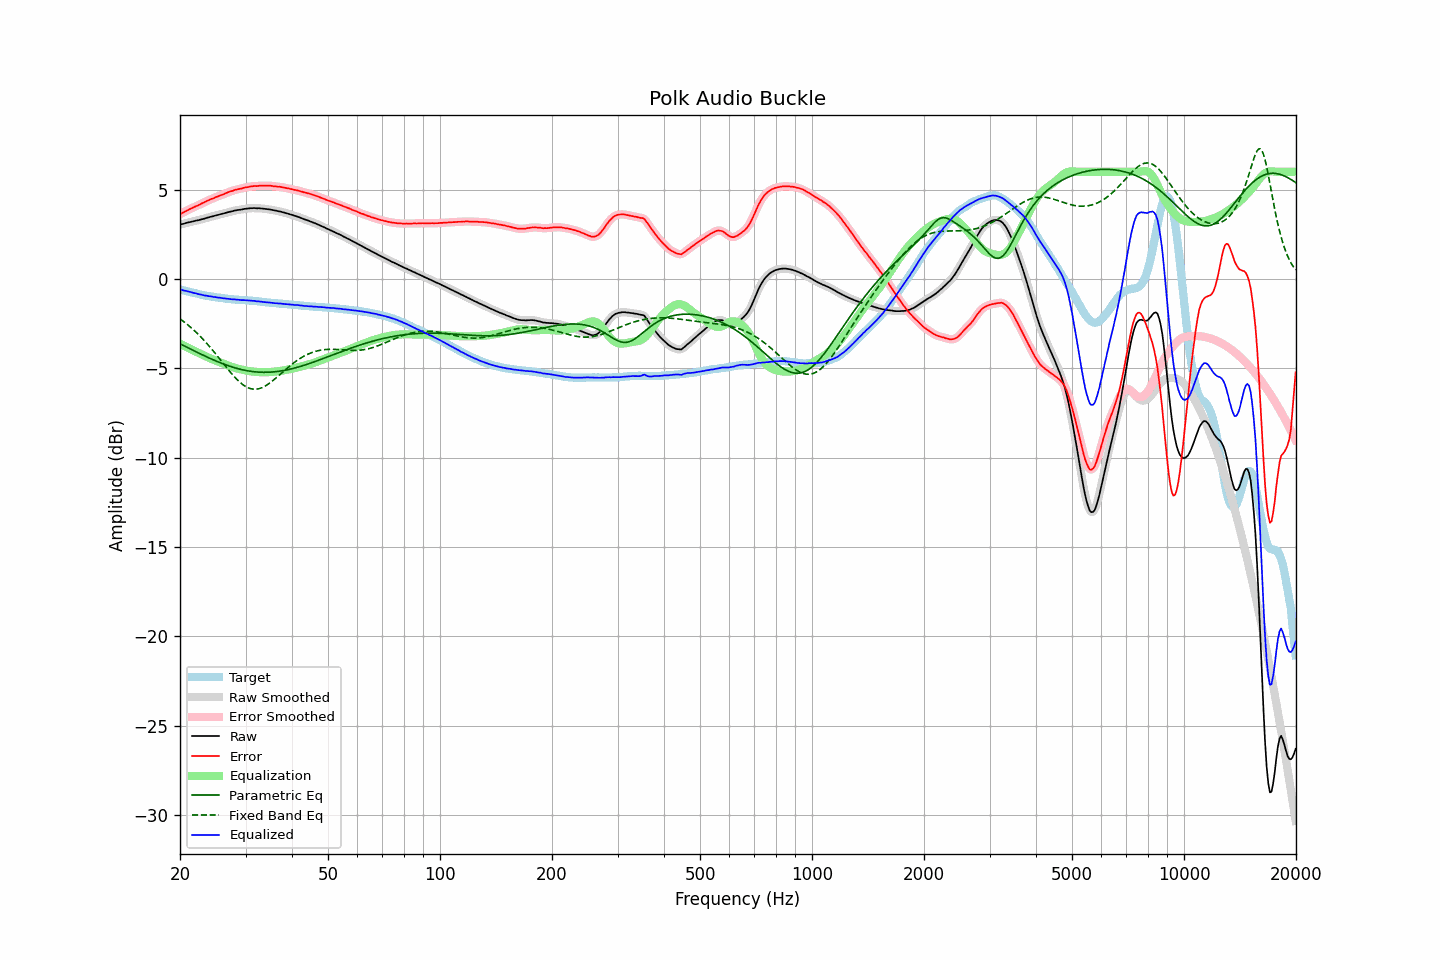 Polk Audio Buckle
Amplitude (dBr)
5
0
−5
−10
−15
−20
−25
−30
Target
Raw Smoothed
Error Smoothed
Raw
Error
Equalization
Parametric Eq
Fixed Band Eq
Equalized
20 50 100 200 500 1000 2000 5000 10000 20000
Frequency (Hz)